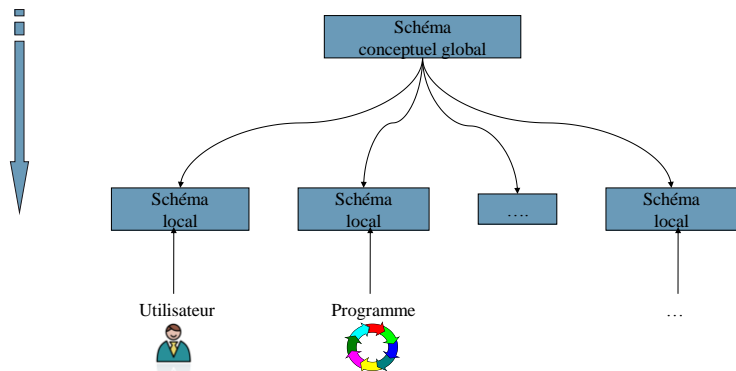 Schéma
conceptuel global
Schéma
local
Schéma
local
….
Schéma
local
Utilisateur
Programme
…